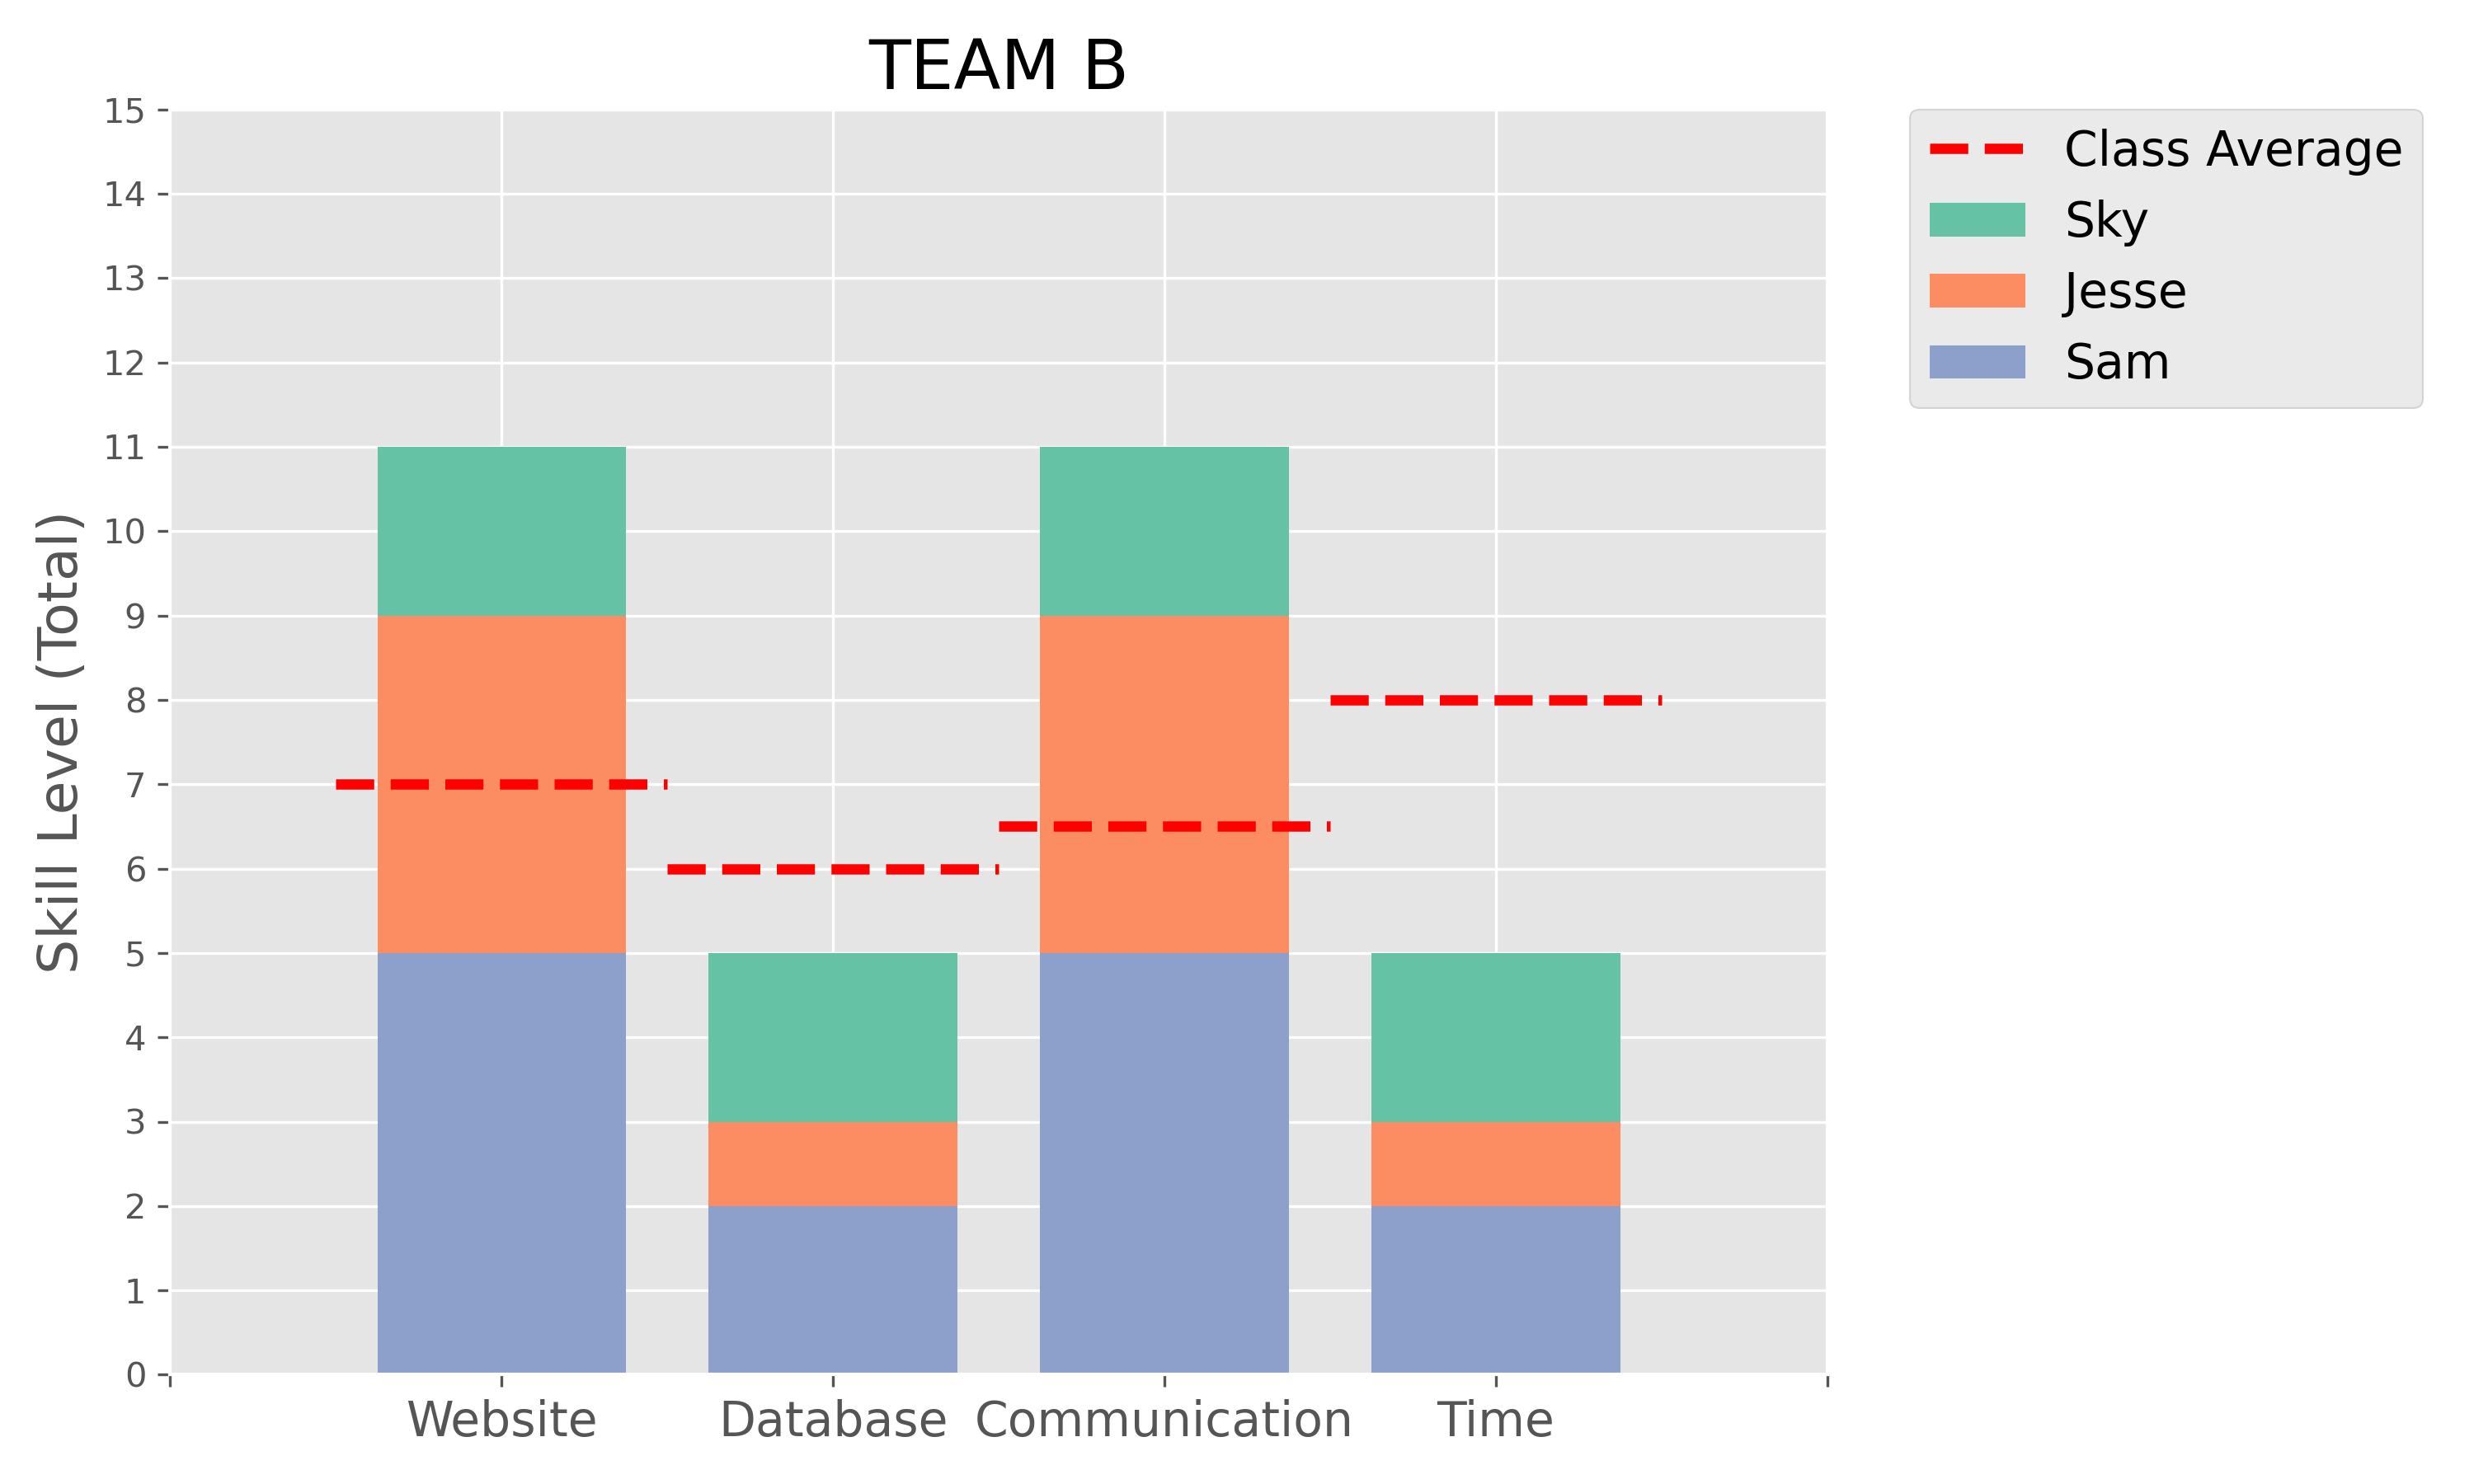 TEAM B
Skill Level (Total)
15
14
13
12
11
10
9
8
7
6
5
4
3
2
1
0
Website Database Communication Time
Class Average
Sky
Jesse
Sam